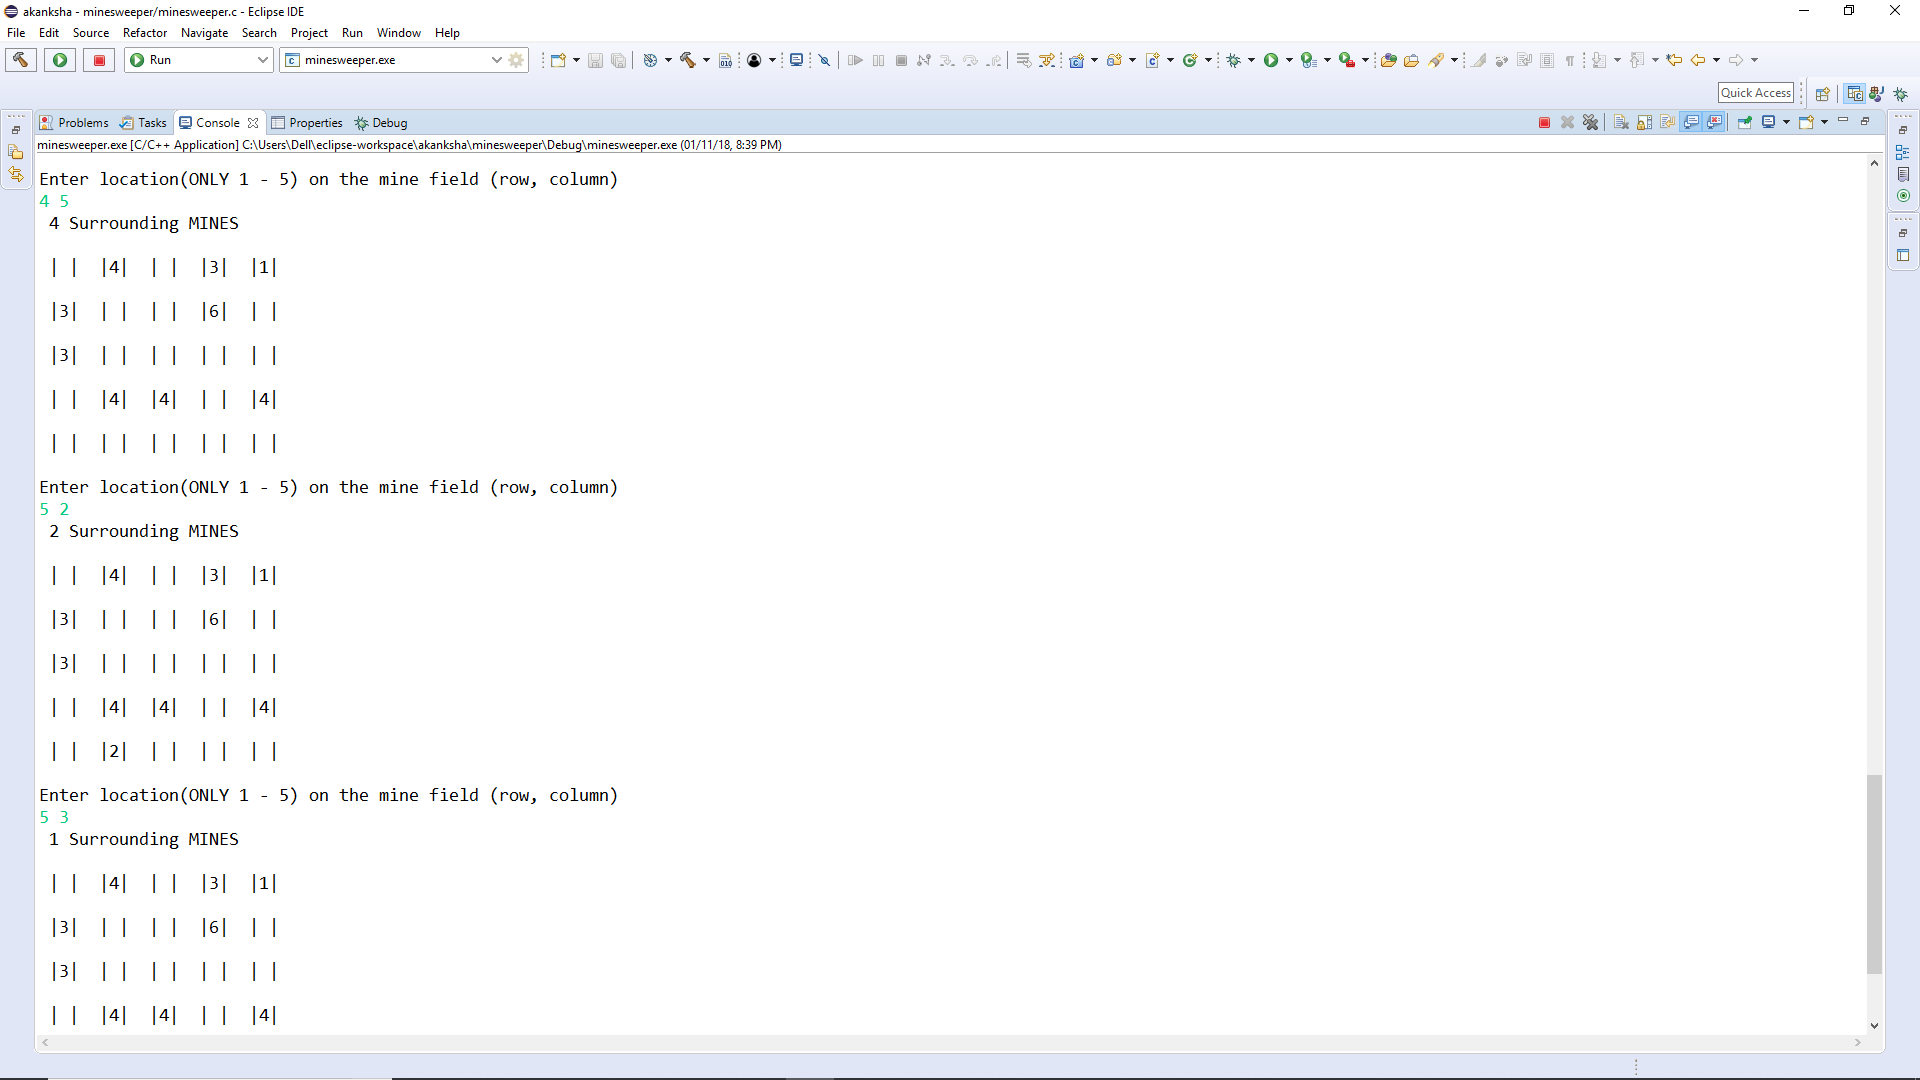 akanksha - minesweeper/minesweeper.c - Eclipse IDE
File Edit Source Refactor Navigate Search Project Run Window Help
Run minesweeper.exe
Quick Access
Problems Tasks Console Properties Debug
minesweeper.exe [C/C++ Application] C:\Users\Dell\eclipse-workspace\akanksha\minesweeper\Debug\minesweeper.exe (01/11/18, 8:39 PM)
Enter location(ONLY 1 - 5) on the mine field (row, column)
4 5
4 Surrounding MINES
| | |4| | | |3| |1|
|3| | | | | |6| | |
|3| | | | | | | | |
| | |4| |4| | | |4|
| | | | | | | | | |
Enter location(ONLY 1 - 5) on the mine field (row, column)
5 2
2 Surrounding MINES
| | |4| | | |3| |1|
|3| | | | | |6| | |
|3| | | | | | | | |
| | |4| |4| | | |4|
| | |2| | | | | | |
Enter location(ONLY 1 - 5) on the mine field (row, column)
5 3
1 Surrounding MINES
| | |4| | | |3| |1|
|3| | | | | |6| | |
|3| | | | | | | | |
| | |4| |4| | | |4|